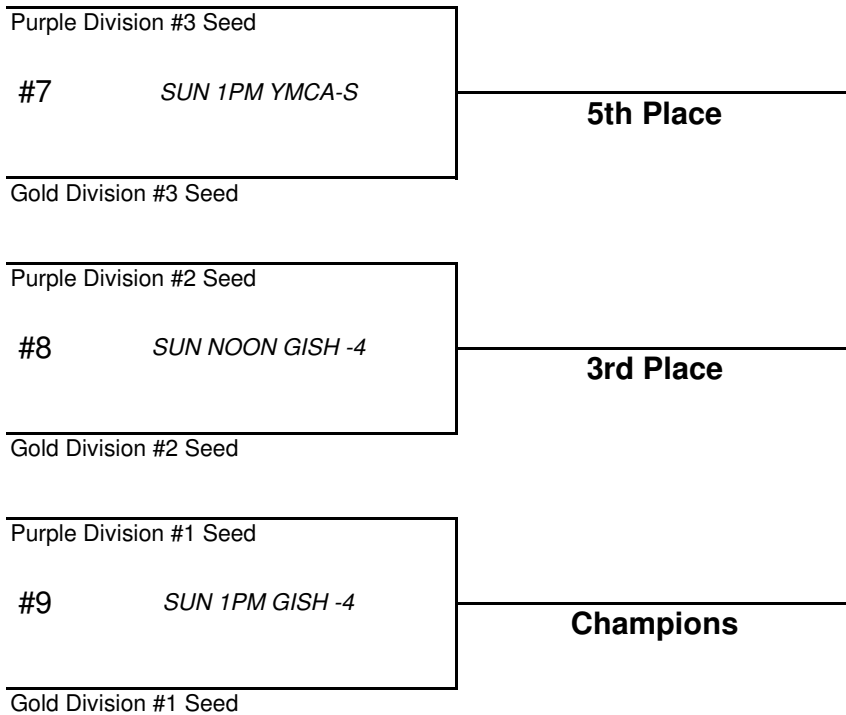 Purple Division #3 Seed
#7 SUN 1PM YMCA-S
5th Place
Gold Division #3 Seed
Purple Division #2 Seed
#8 SUN NOON GISH -4
3rd Place
Gold Division #2 Seed
Purple Division #1 Seed
#9 SUN 1PM GISH -4
Champions
Gold Division #1 Seed